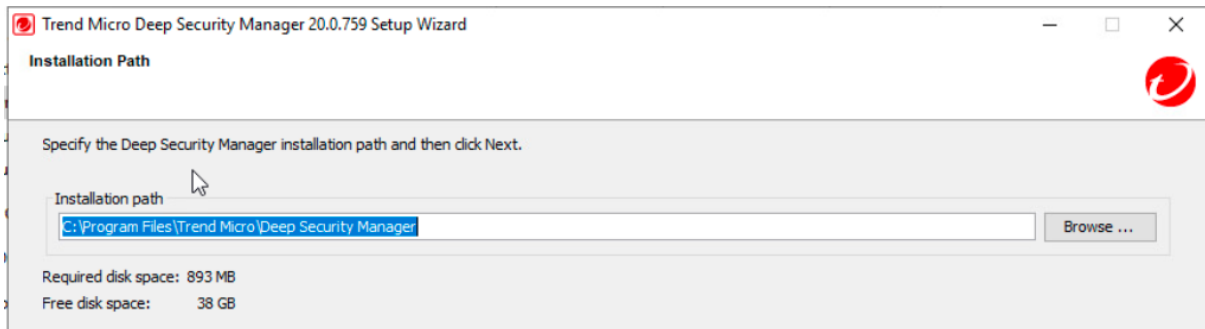 Trend Micro Deep Security Manager 20.0.759 Setup Wizard
Installation Path
Specify the Deep Security Manager installation path and then click Next.
Installation path
C:\Program Files\Trend Micro\Deep Security Manager
Browse ...
Required disk space: 893 MB
Free disk space: 38 GB